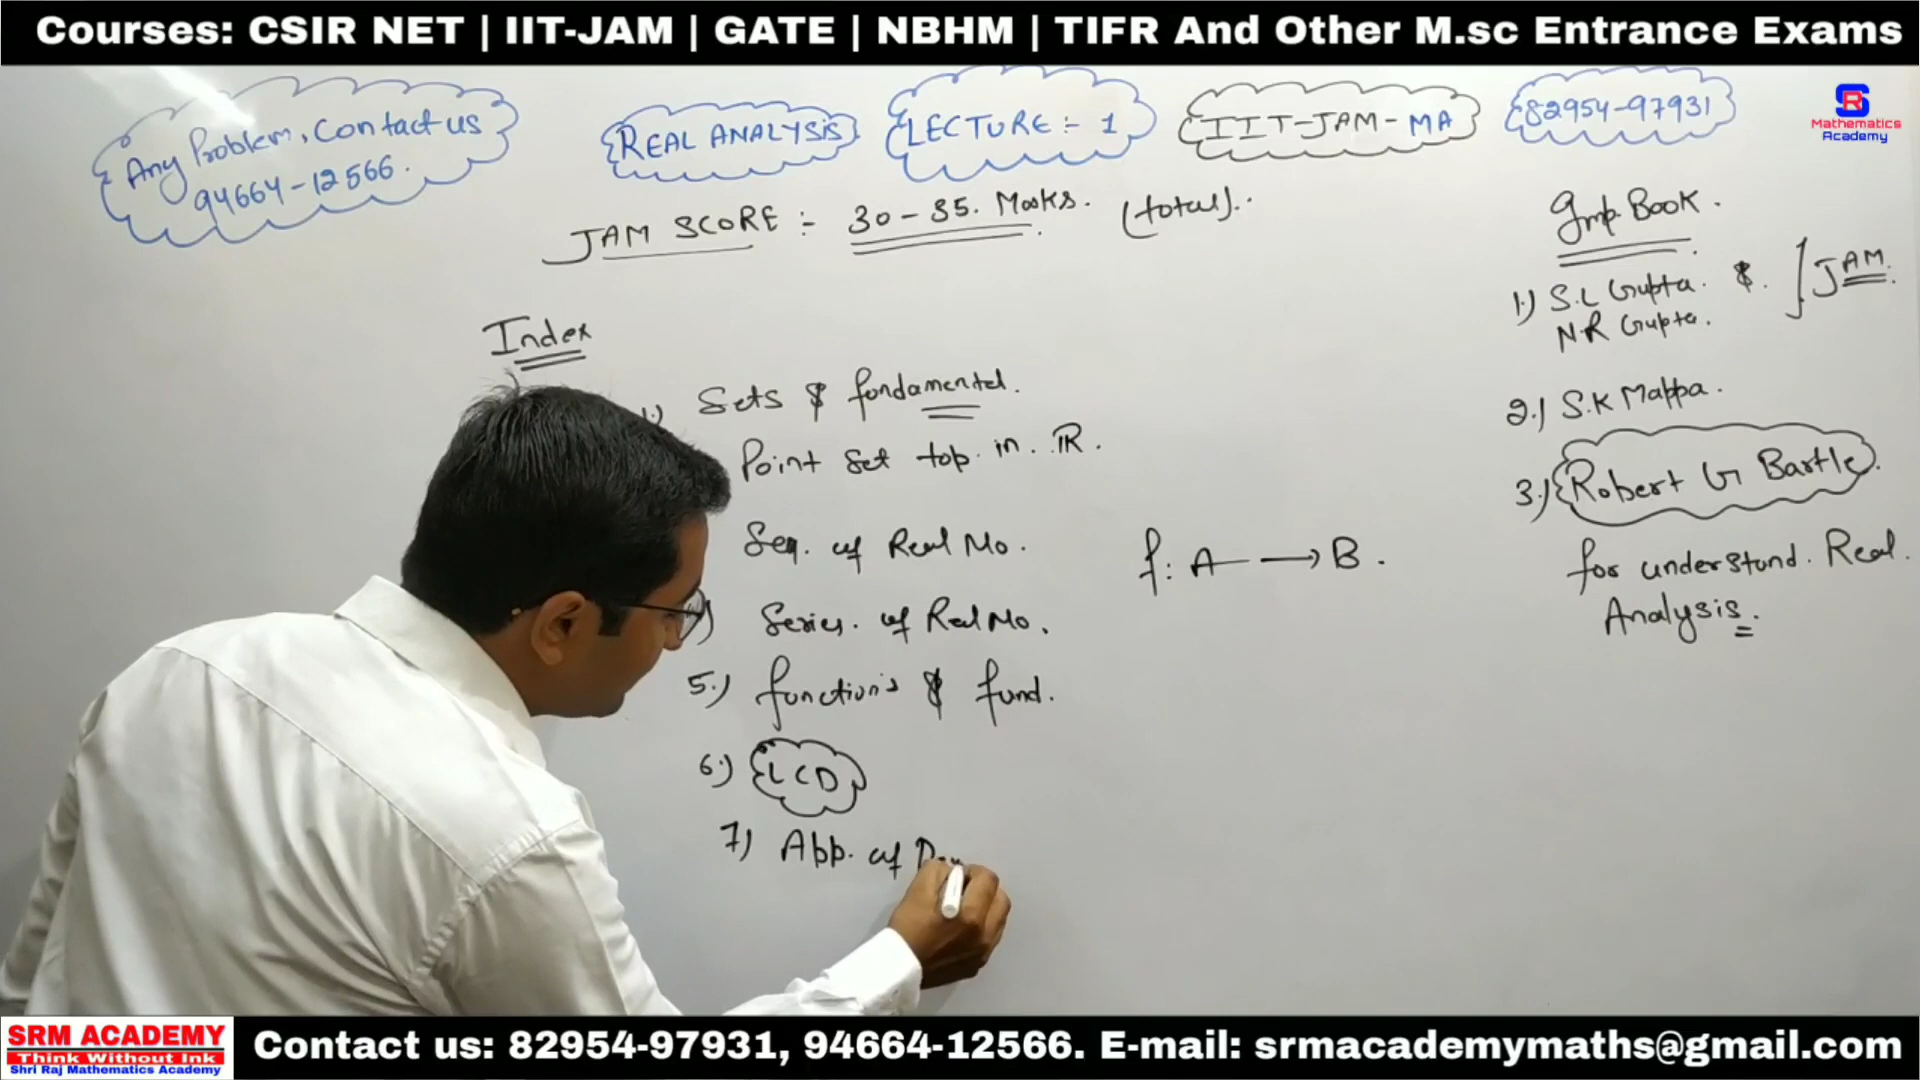 Courses: CSIR NET | IIT-JAM | GATE | NBHM | TIFR And Other M.sc Entrance Exams
Any Problem, Contact us
94664-12566.
REAL ANALYSIS
LECTURE :- 1
IIT-JAM-MA
82954-97931
SR
Mathematics
Academy
JAM SCORE :- 30-35. Marks. (total).
Imp. Book.
1.) S.L Gupta. &.
N.R Gupta.
JAM.
2.) S.K Mappa.
3.) Robert G Bartle.
for understand. Real.
Analysis.
Index
1.) Sets & fundamental.
Point Set top. in. ℝ.
Seq. of Real No.
f: A → B.
) Series. of Real No.
5.) functions & fund.
6.) LCD
7) App. of
SRM ACADEMY
Think Without Ink
Shri Raj Mathematics Academy
Contact us: 82954-97931, 94664-12566. E-mail: srmacademymaths@gmail.com